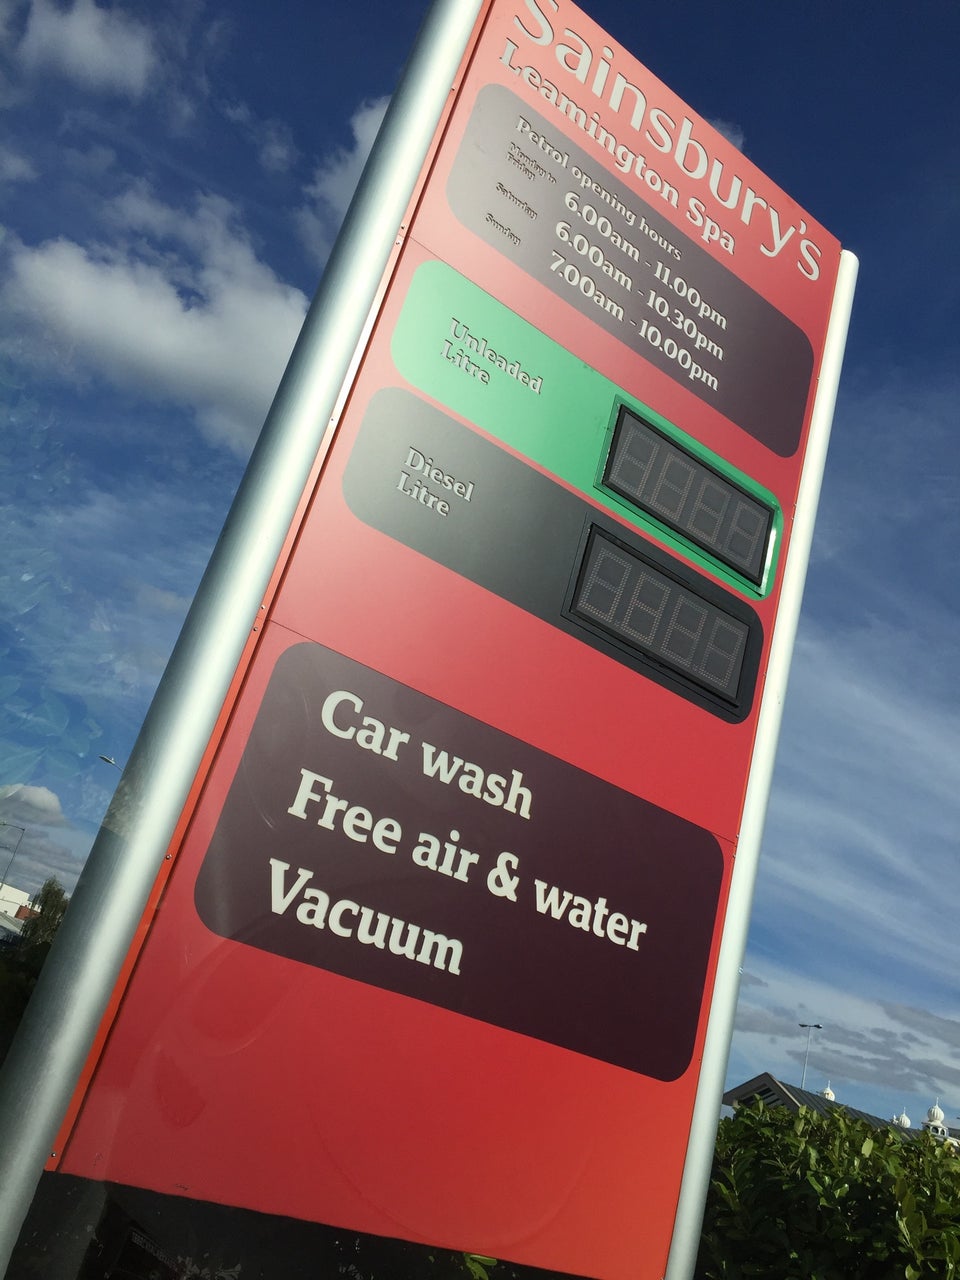 Sainsbury's
Leamington Spa
Petrol opening hours
Monday to
Friday
6.00am - 11.00pm
Saturday
6.00am - 10.30pm
Sunday
7.00am - 10.00pm
Unleaded
Litre
Diesel
Litre
Car wash
Free air & water
Vacuum